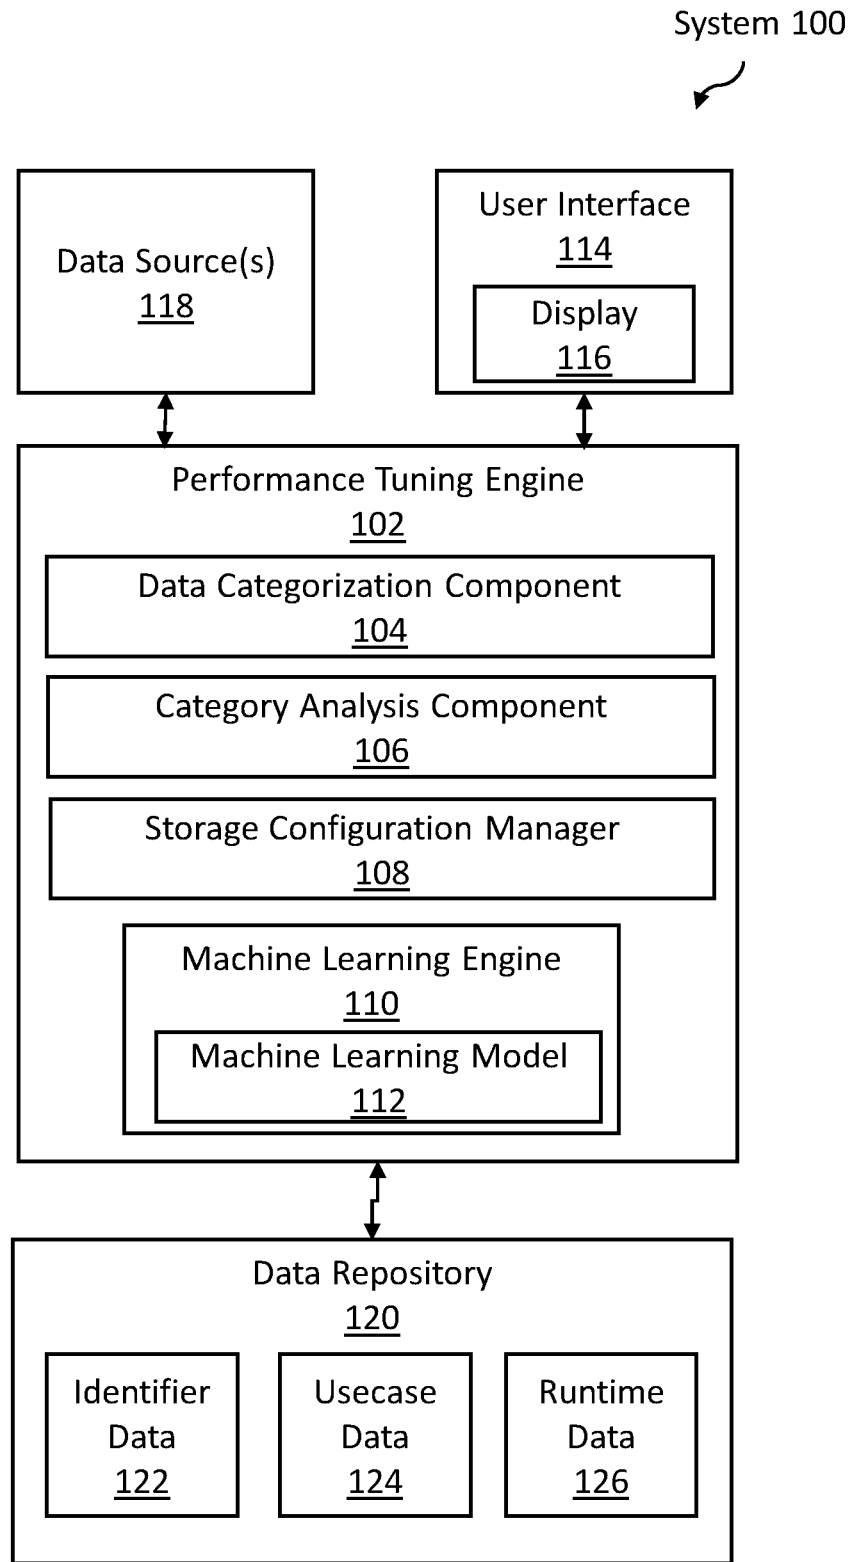 System 100
Data Source(s)
118
User Interface
114
Display
116
Performance Tuning Engine
102
Data Categorization Component
104
Category Analysis Component
106
Storage Configuration Manager
108
Machine Learning Engine
110
Machine Learning Model
112
Data Repository
120
Identifier
Data
122
Usecase
Data
124
Runtime
Data
126